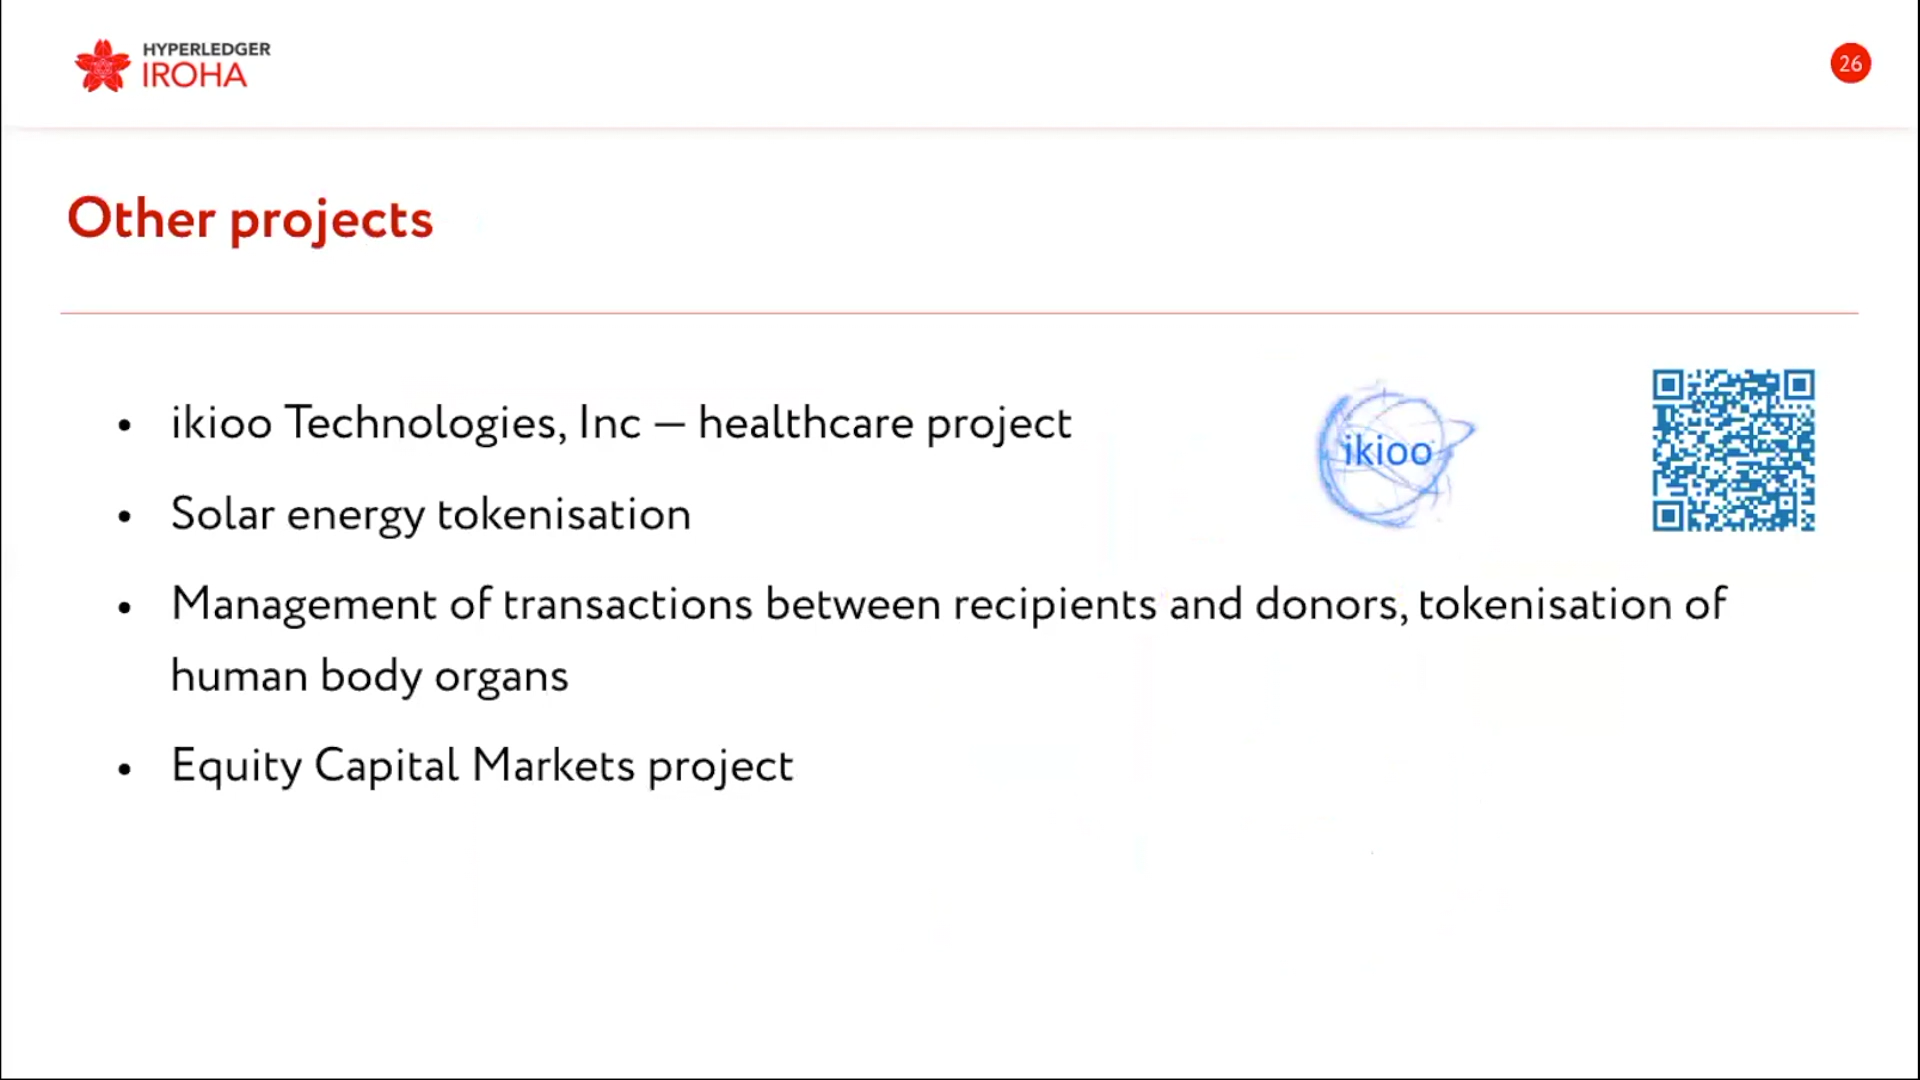 HYPERLEDGER
IROHA
26
Other projects
• ikioo Technologies, Inc — healthcare project
ikioo
• Solar energy tokenisation
• Management of transactions between recipients and donors, tokenisation of
human body organs
• Equity Capital Markets project